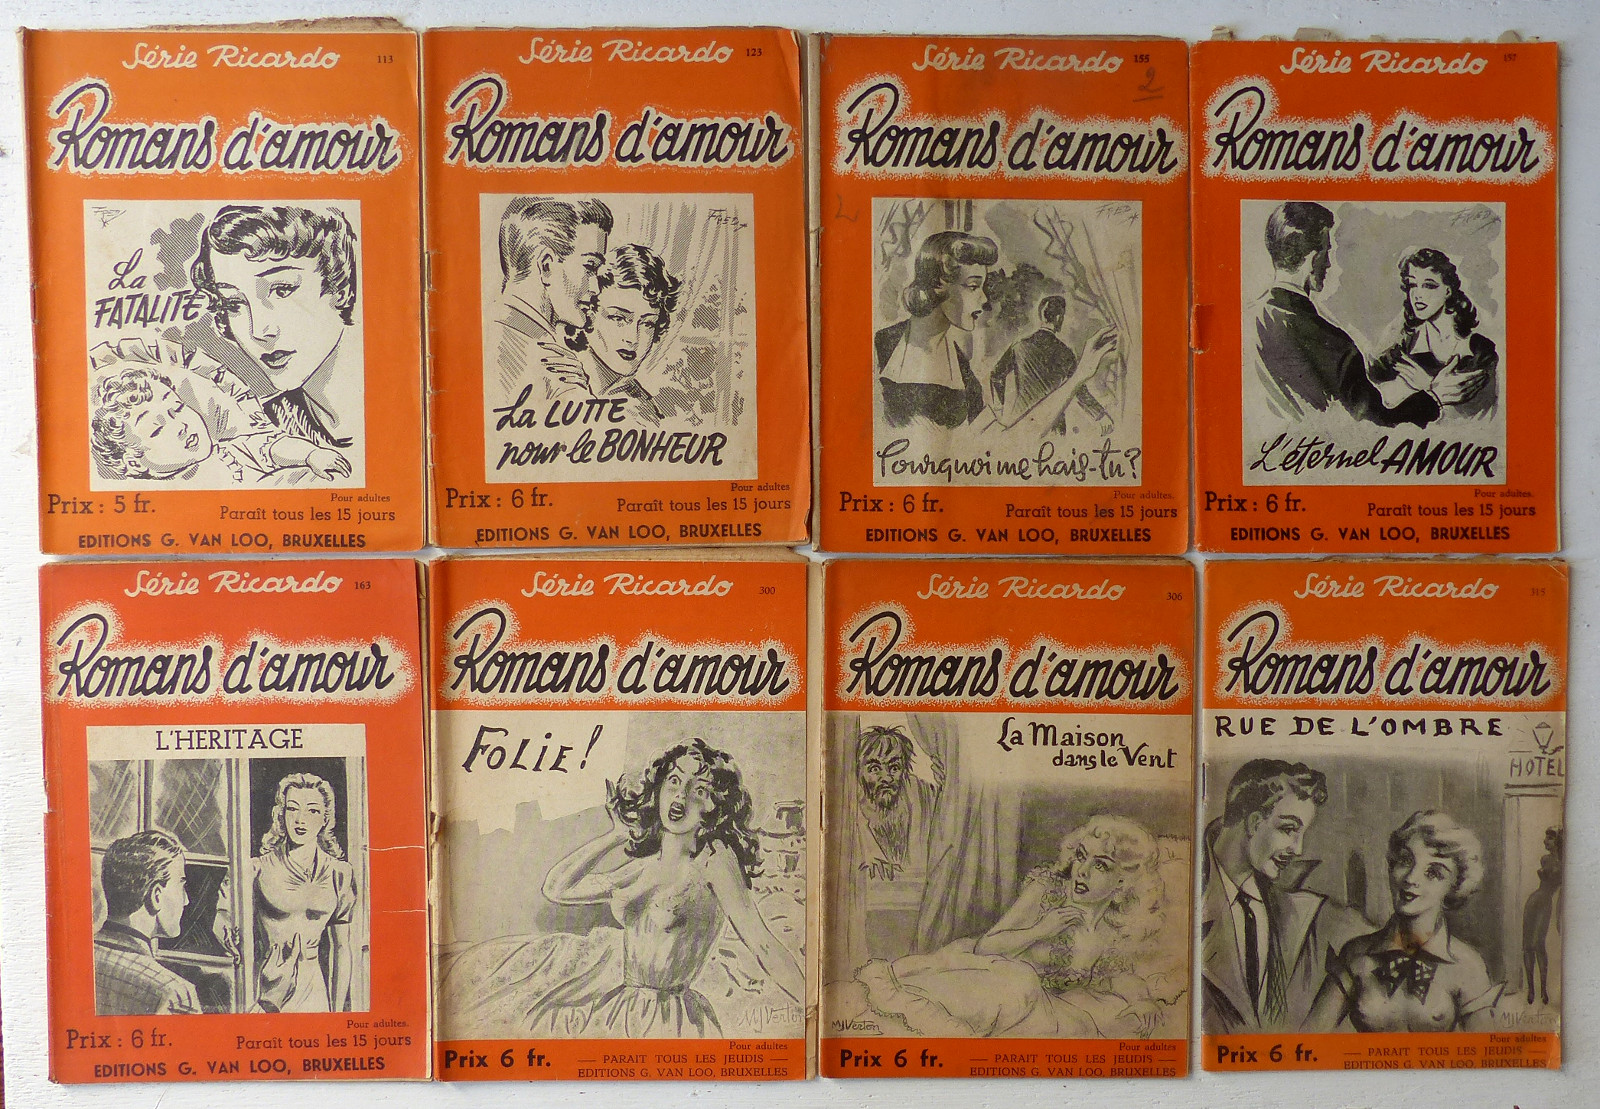 Série Ricardo 113
Romans d'amour
FRED
La
FATALITÉ
Prix : 5 fr.
Pour adultes
Paraît tous les 15 jours
EDITIONS G. VAN LOO, BRUXELLES
Série Ricardo 123
Romans d'amour
FRED
La LUTTE
pour le BONHEUR
Prix : 6 fr.
Pour adultes
Paraît tous les 15 jours
EDITIONS G. VAN LOO, BRUXELLES
Série Ricardo 155
2
Romans d'amour
FRED
Pourquoi me hais-tu?
Prix : 6 fr.
Pour adultes.
Paraît tous les 15 jours
EDITIONS G. VAN LOO, BRUXELLES
Série Ricardo 157
Romans d'amour
FRED
L'éternel AMOUR
Prix : 6 fr.
Pour adultes.
Paraît tous les 15 jours
EDITIONS G. VAN LOO, BRUXELLES
Série Ricardo 163
Romans d'amour
L'HERITAGE
Prix : 6 fr.
Pour adultes.
Paraît tous les 15 jours
EDITIONS G. VAN LOO, BRUXELLES
Série Ricardo 300
Romans d'amour
FOLIE!
MJVerton
Prix 6 fr.
Pour adultes
— PARAIT TOUS LES JEUDIS —
EDITIONS G. VAN LOO, BRUXELLES
Série Ricardo 306
Romans d'amour
La Maison
dans le Vent
MJVerton
Prix 6 fr.
Pour adultes
— PARAIT TOUS LES JEUDIS —
EDITIONS G. VAN LOO, BRUXELLES
Série Ricardo 315
Romans d'amour
RUE DE L'OMBRE
HOTEL
MJVerton
Prix 6 fr.
Pour adultes
— PARAIT TOUS LES JEUDIS —
EDITIONS G. VAN LOO, BRUXELLES